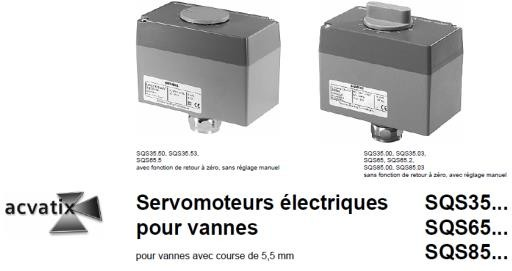 SQS35.50, SQS35.53,
SQS65.5
avec fonction de retour à zéro, sans réglage manuel
SQS35.00, SQS35.03,
SQS65, SQS65.2,
SQS85.00, SQS85.03
sans fonction de retour à zéro, avec réglage manuel
acvatix
Servomoteurs électriques
pour vannes
pour vannes avec course de 5,5 mm
SQS35...
SQS65...
SQS85...